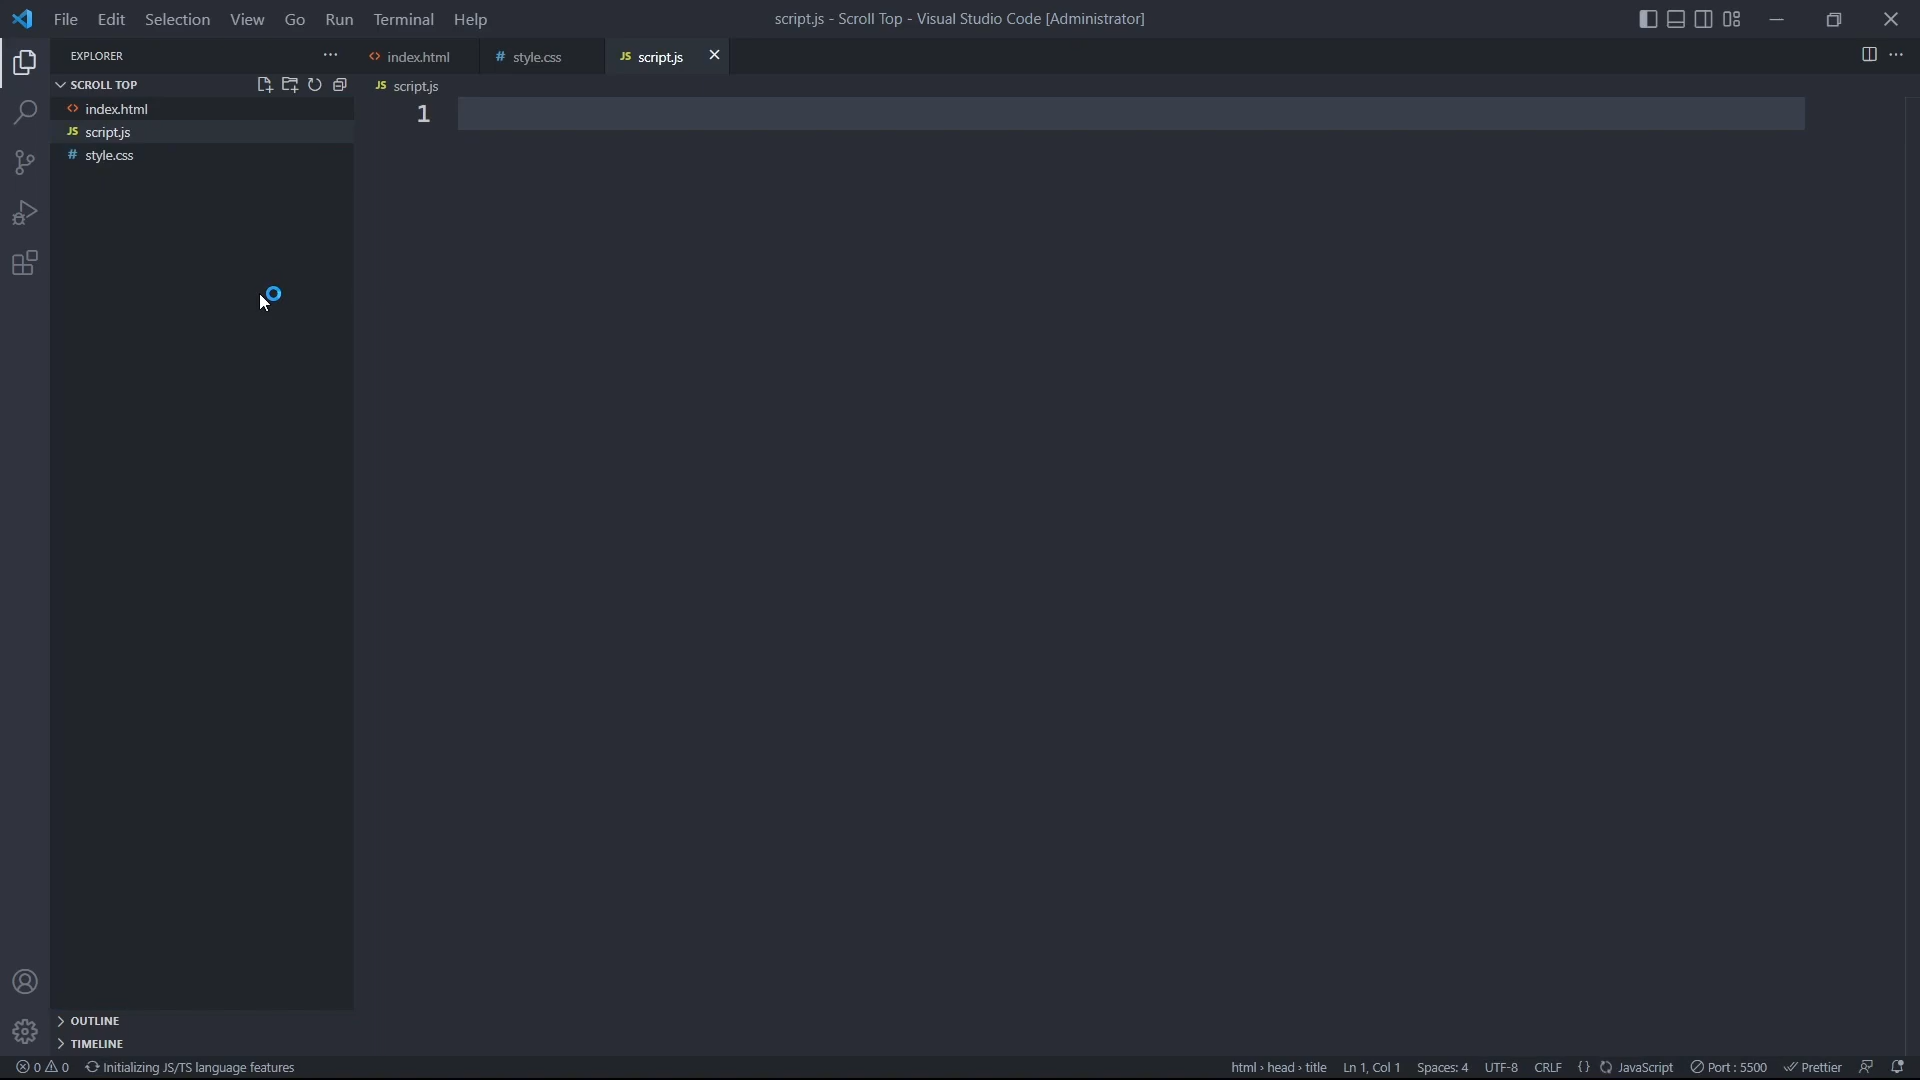 File Edit Selection View Go Run Terminal Help
script.js - Scroll Top - Visual Studio Code [Administrator]
EXPLORER
<> index.html
# style.css
JS script.js
SCROLL TOP
JS script.js
<> index.html
JS script.js
# style.css
1
OUTLINE
TIMELINE
0 0 Initializing JS/TS language features
html › head › title Ln 1, Col 1 Spaces: 4 UTF-8 CRLF {} JavaScript Port : 5500 Prettier